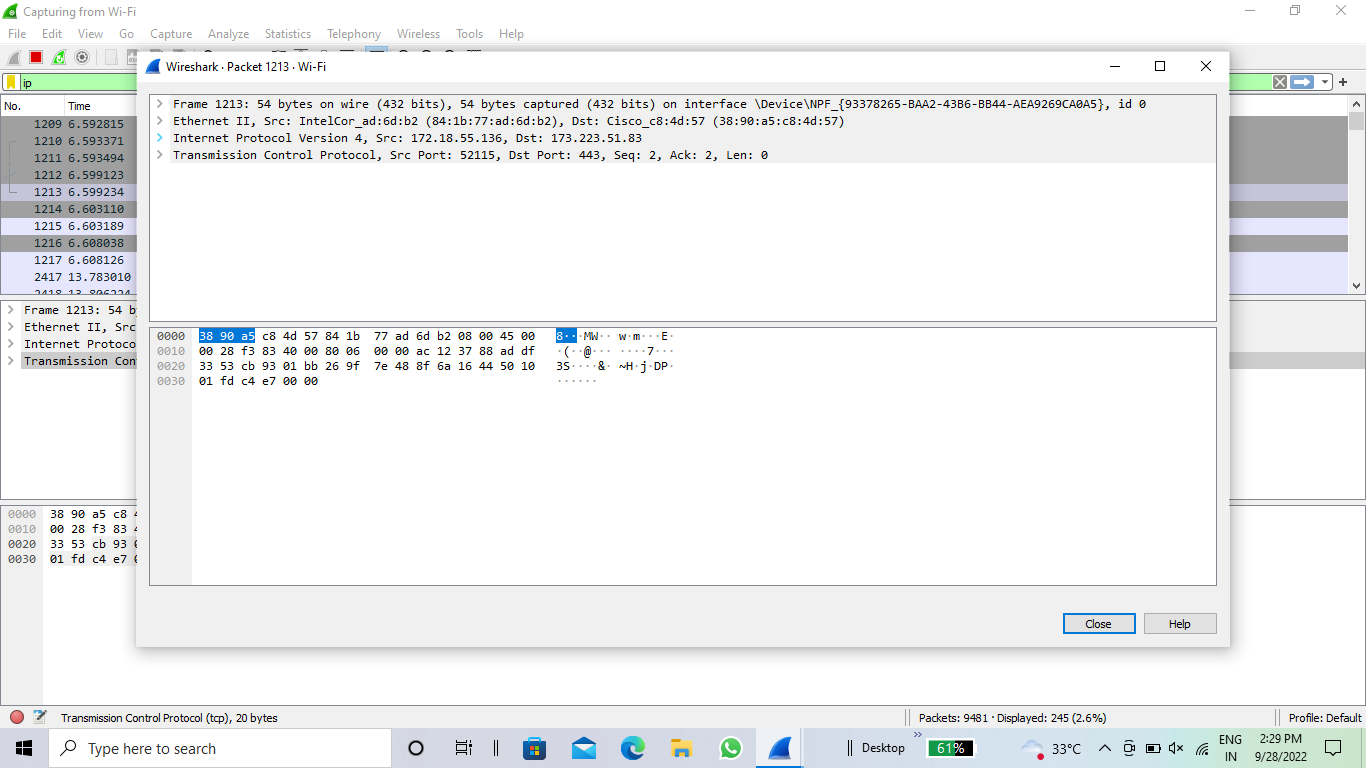 Capturing from Wi-Fi
File Edit View Go Capture Analyze Statistics Telephony Wireless Tools Help
ip
No. Time
1209 6.592815
1210 6.593371
1211 6.593494
1212 6.599123
1213 6.599234
1214 6.603110
1215 6.603189
1216 6.608038
1217 6.608126
2417 13.783010
2418 13.806224
Frame 1213: 54 b
Ethernet II, Src
Internet Protoco
Transmission Con
0000 38 90 a5 c8 4
0010 00 28 f3 83 4
0020 33 53 cb 93 0
0030 01 fd c4 e7 0
Wireshark · Packet 1213 · Wi-Fi
Frame 1213: 54 bytes on wire (432 bits), 54 bytes captured (432 bits) on interface \Device\NPF_{93378265-BAA2-43B6-BB44-AEA9269CA0A5}, id 0
Ethernet II, Src: IntelCor_ad:6d:b2 (84:1b:77:ad:6d:b2), Dst: Cisco_c8:4d:57 (38:90:a5:c8:4d:57)
Internet Protocol Version 4, Src: 172.18.55.136, Dst: 173.223.51.83
Transmission Control Protocol, Src Port: 52115, Dst Port: 443, Seq: 2, Ack: 2, Len: 0
0000 38 90 a5 c8 4d 57 84 1b 77 ad 6d b2 08 00 45 00 8···MW·· w·m···E·
0010 00 28 f3 83 40 00 80 06 00 00 ac 12 37 88 ad df ·(··@··· ····7···
0020 33 53 cb 93 01 bb 26 9f 7e 48 8f 6a 16 44 50 10 3S····&· ~H·j·DP·
0030 01 fd c4 e7 00 00 ······
Close Help
Transmission Control Protocol (tcp), 20 bytes Packets: 9481 · Displayed: 245 (2.6%) Profile: Default
Type here to search Desktop 61% 33°C ENG 2:29 PM
IN 9/28/2022